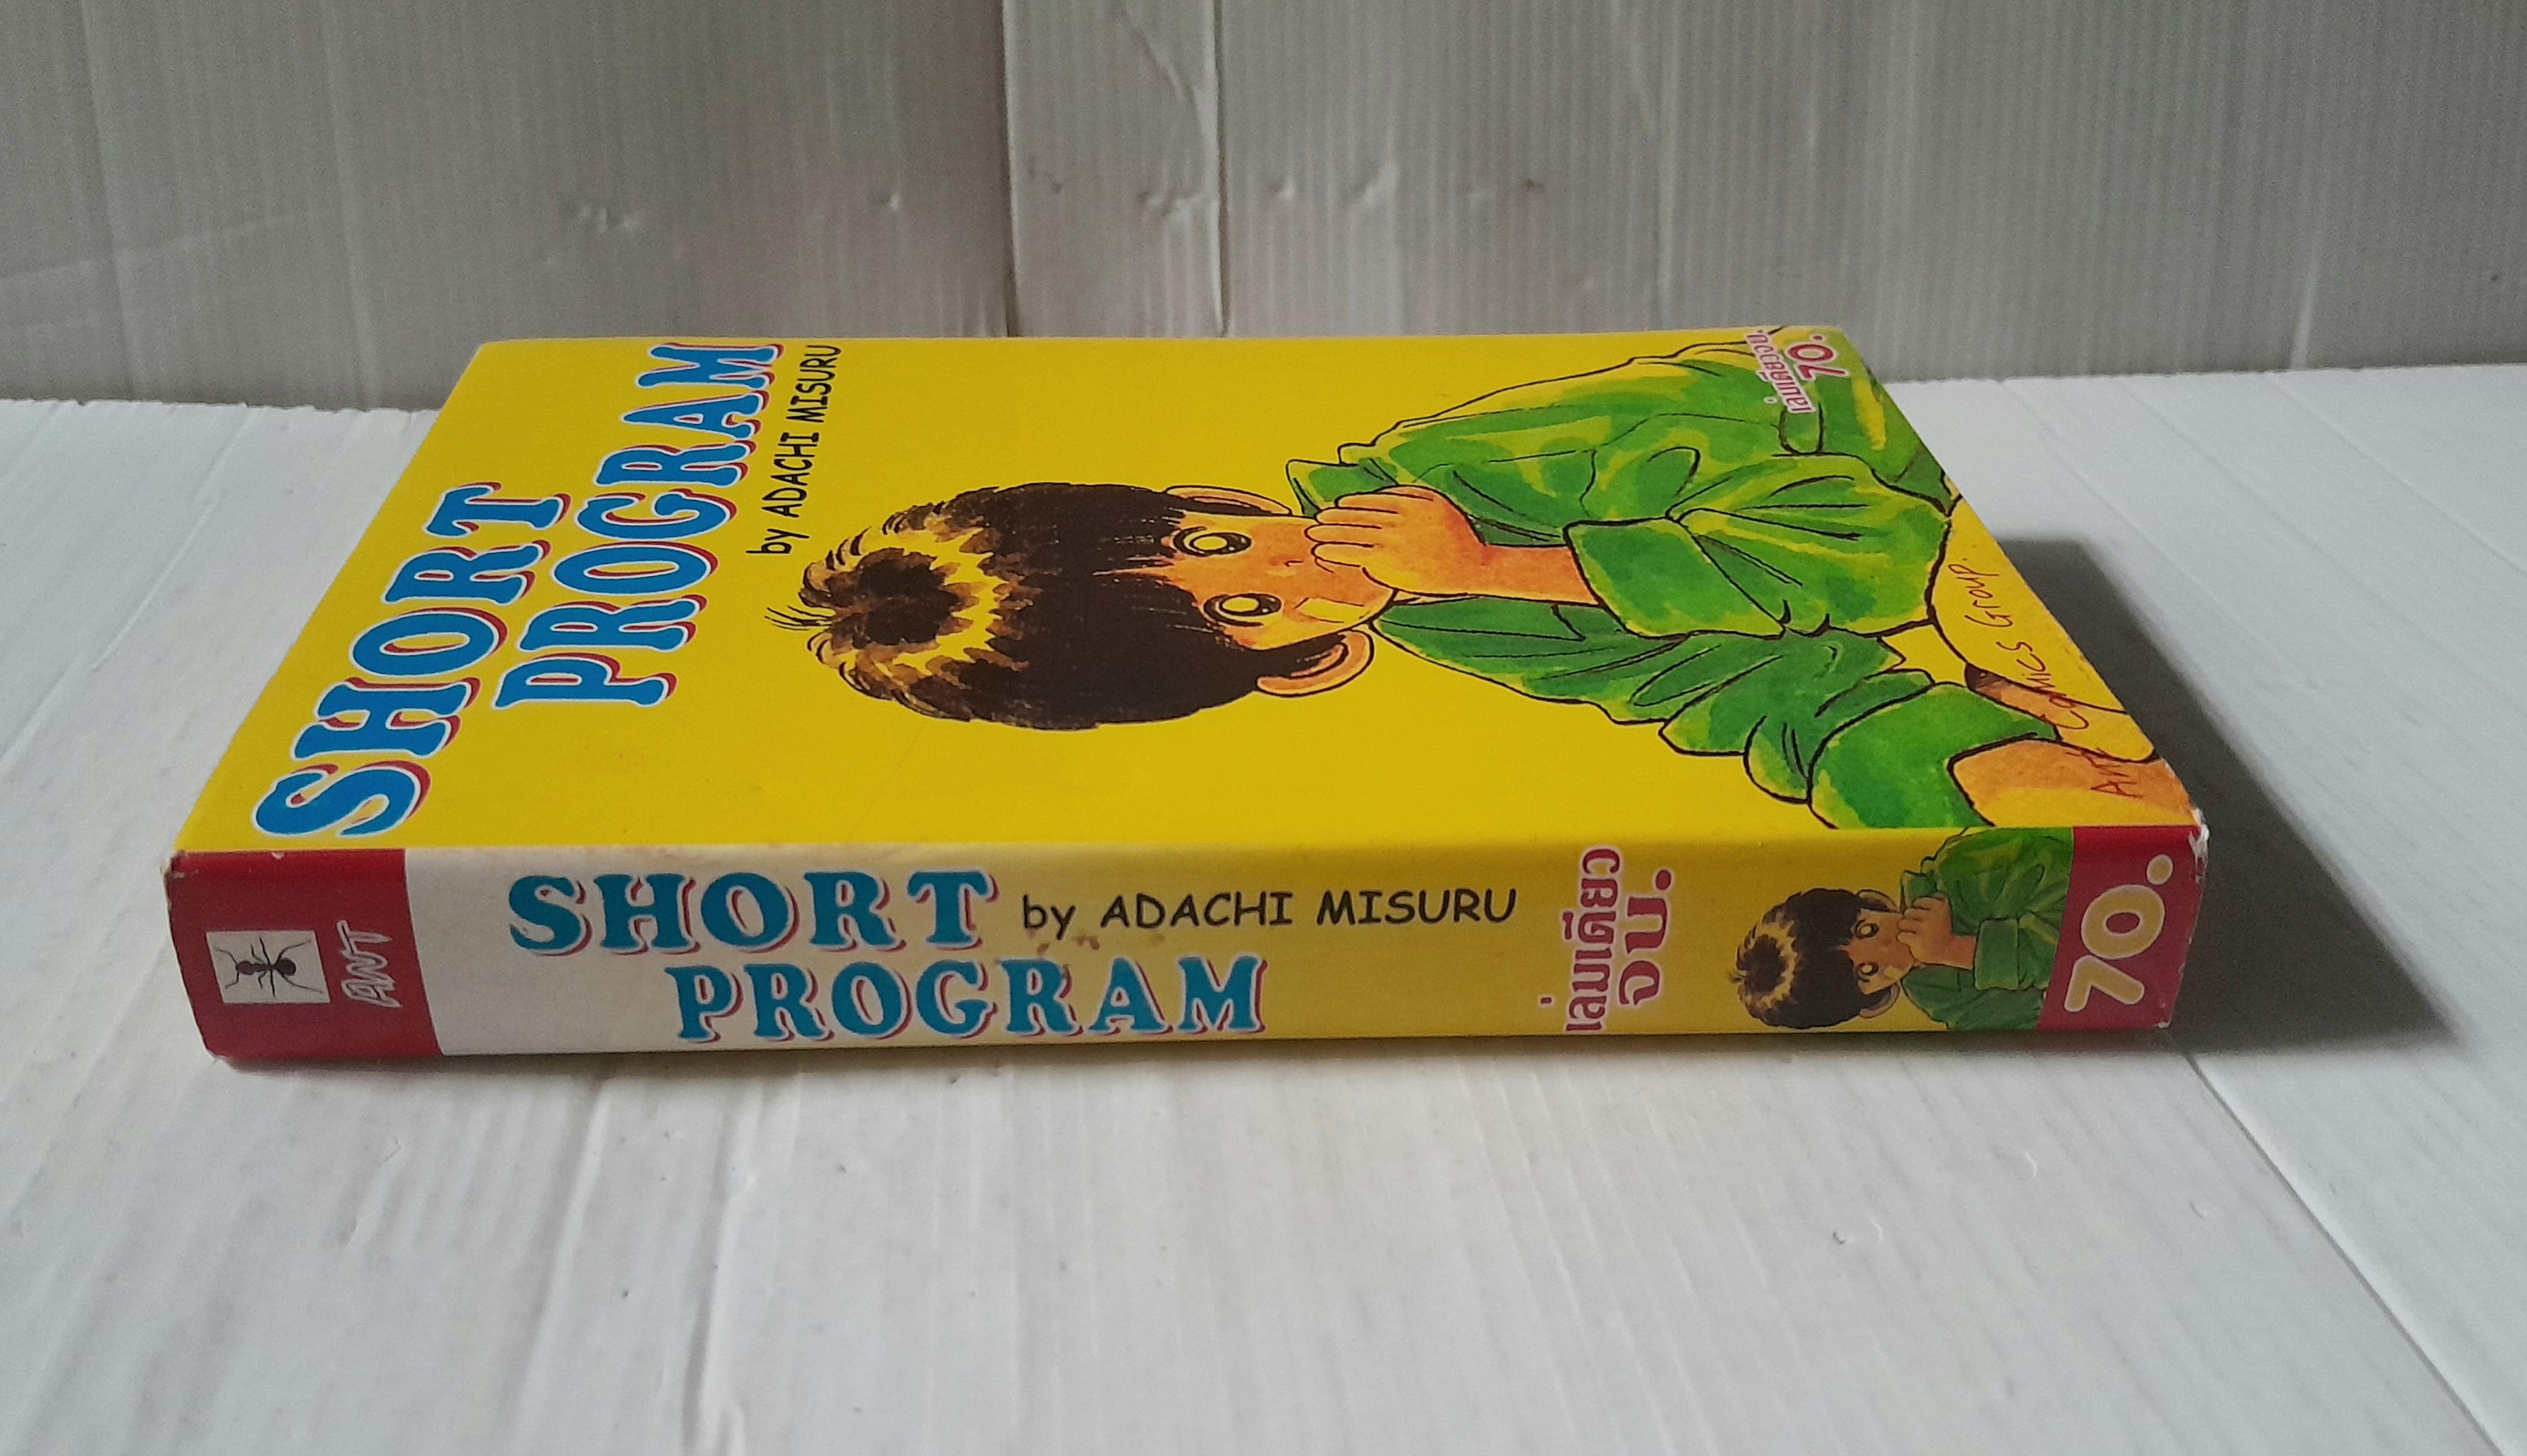 SHORT
PROGRAM
by ADACHI MISURU
เล่มเดียวจบ.
70.
Ant Comics Group.
ANT
SHORT
PROGRAM
by ADACHI MISURU
เล่มเดียว
จบ.
70.